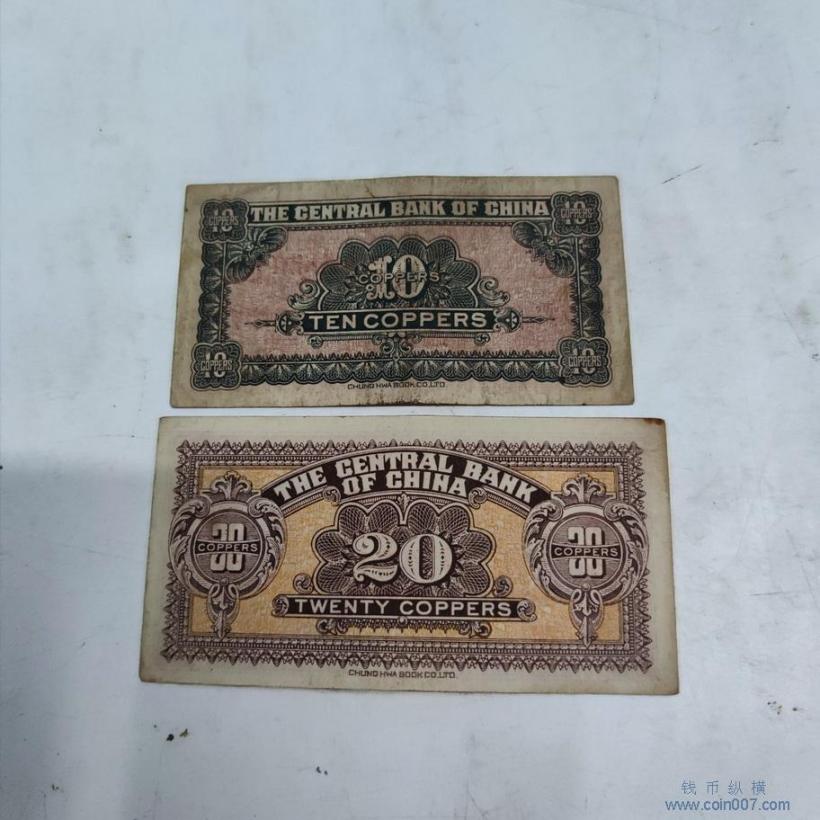 10 COPPERS
THE CENTRAL BANK OF CHINA
10 COPPERS
10
COPPERS
TEN COPPERS
10 COPPERS
10 COPPERS
CHUNG HWA BOOK CO., LTD
THE CENTRAL BANK
OF CHINA
20
COPPERS
20
20
COPPERS
TWENTY COPPERS
CHUNG HWA BOOK CO., LTD.
钱币纵横
www.coin007.com